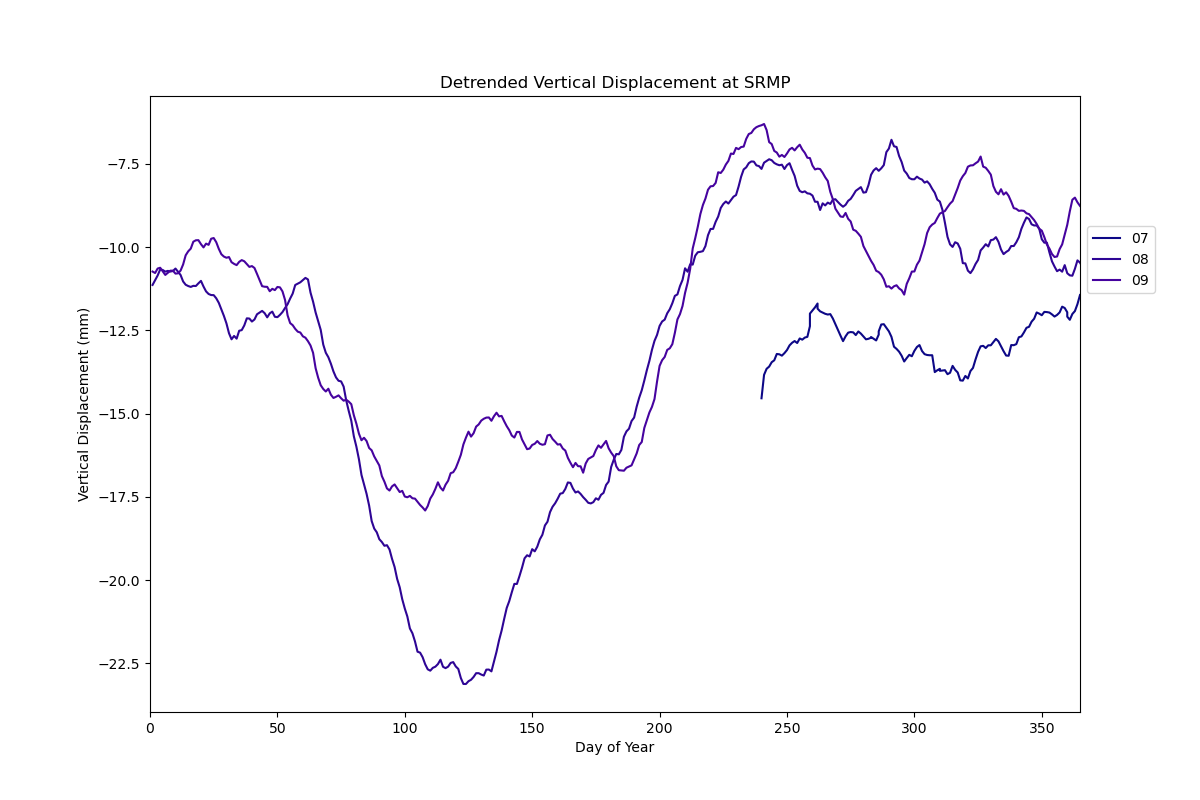 Detrended Vertical Displacement at SRMP
Vertical Displacement (mm)
−7.5
−10.0
−12.5
−15.0
−17.5
−20.0
−22.5
0 50 100 150 200 250 300 350
Day of Year
07
08
09